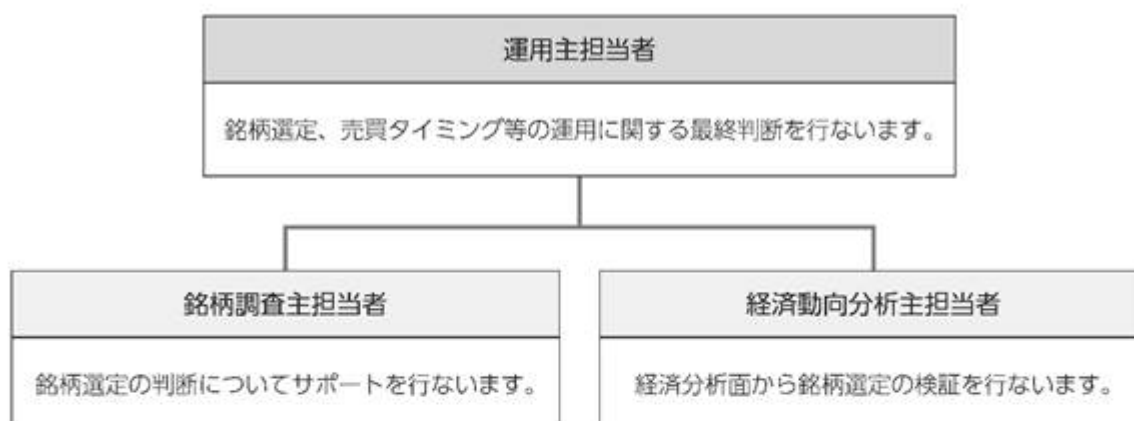 運用主担当者
銘柄選定、売買タイミング等の運用に関する最終判断を行ないます。
銘柄調査主担当者
銘柄選定の判断についてサポートを行ないます。
経済動向分析主担当者
経済分析面から銘柄選定の検証を行ないます。